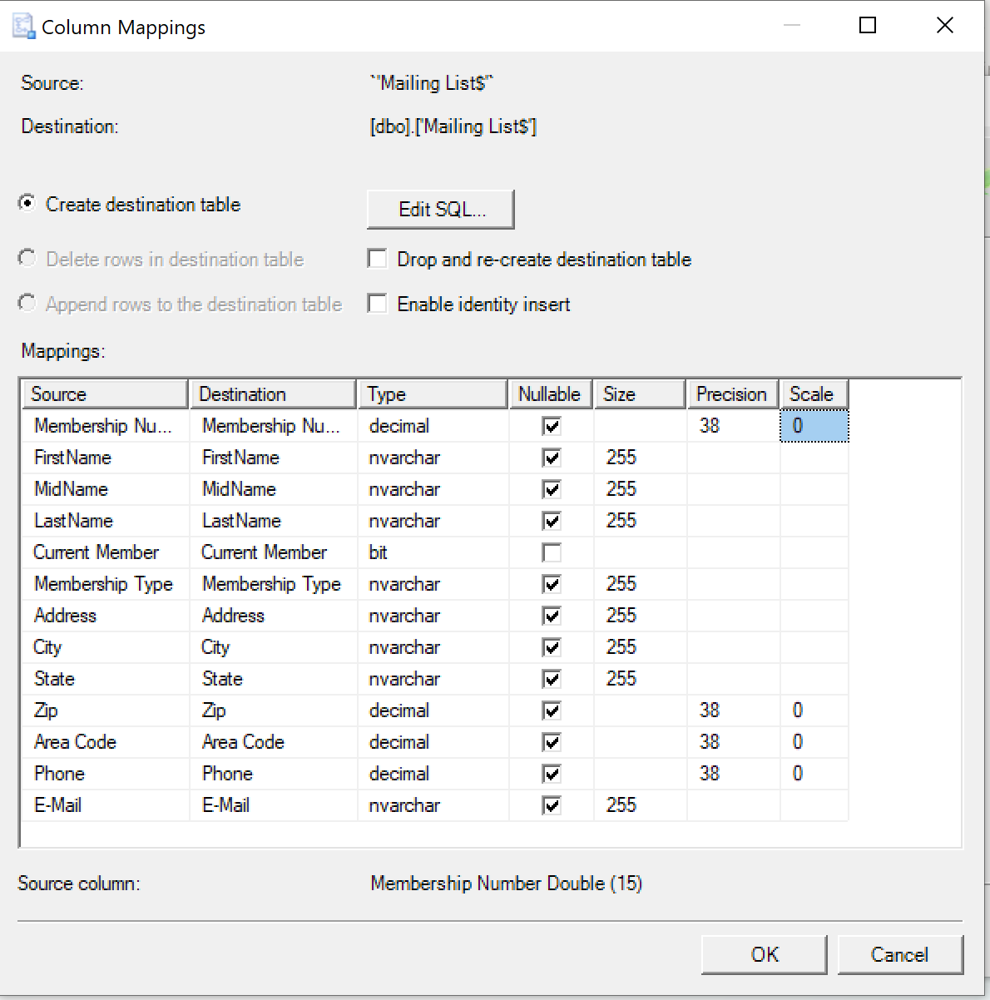 Column Mappings
Source: `'Mailing List$'`
Destination: [dbo].['Mailing List$']
Create destination table Edit SQL...
Delete rows in destination table Drop and re-create destination table
Append rows to the destination table Enable identity insert
Mappings:
Source Destination Type Nullable Size Precision Scale
Membership Nu... Membership Nu... decimal 38 0
FirstName FirstName nvarchar 255
MidName MidName nvarchar 255
LastName LastName nvarchar 255
Current Member Current Member bit
Membership Type Membership Type nvarchar 255
Address Address nvarchar 255
City City nvarchar 255
State State nvarchar 255
Zip Zip decimal 38 0
Area Code Area Code decimal 38 0
Phone Phone decimal 38 0
E-Mail E-Mail nvarchar 255
Source column: Membership Number Double (15)
OK Cancel